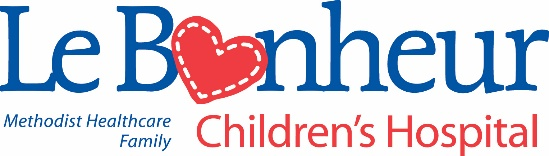 Le Bonheur
Methodist Healthcare
Family
Children's Hospital